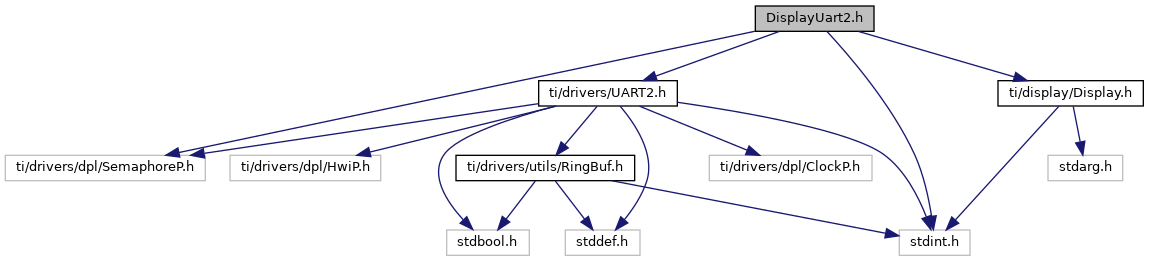 DisplayUart2.h
ti/drivers/UART2.h
ti/display/Display.h
ti/drivers/dpl/SemaphoreP.h
ti/drivers/dpl/HwiP.h
ti/drivers/utils/RingBuf.h
ti/drivers/dpl/ClockP.h
stdarg.h
stdbool.h
stddef.h
stdint.h